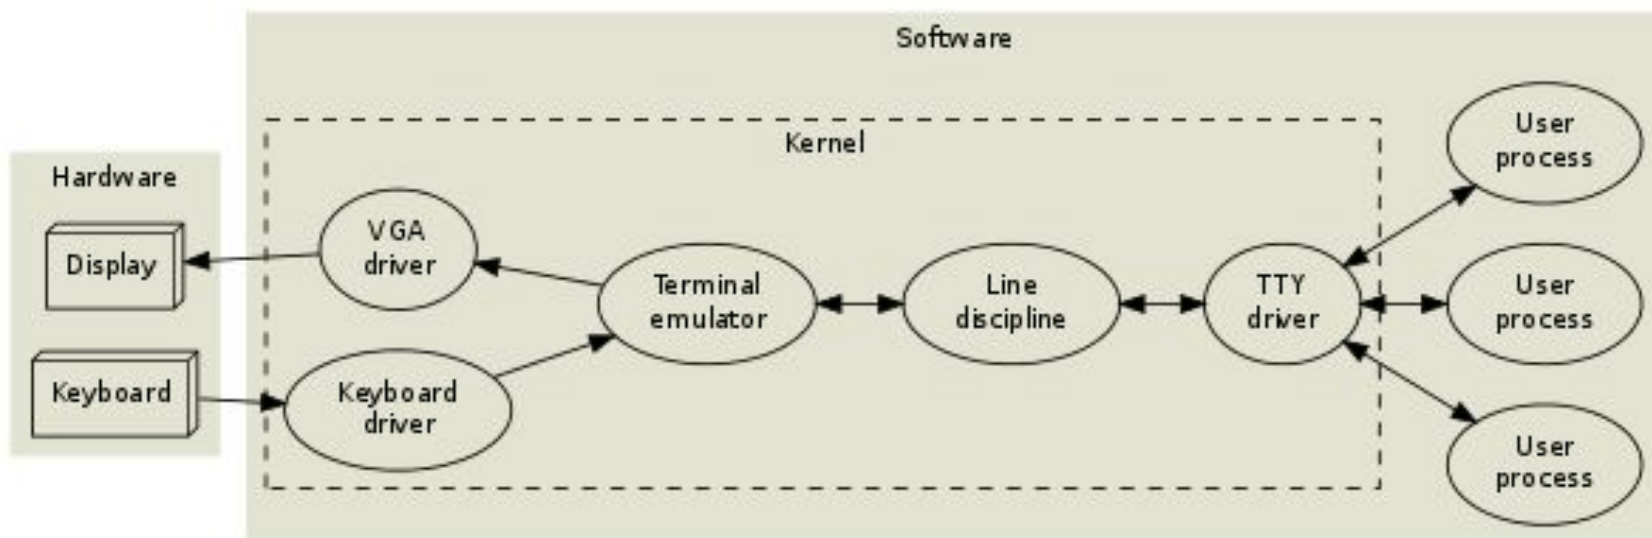 Software
Kernel
Hardware
Display
Keyboard
VGA
driver
Keyboard
driver
Terminal
emulator
Line
discipline
TTY
driver
User
process
User
process
User
process